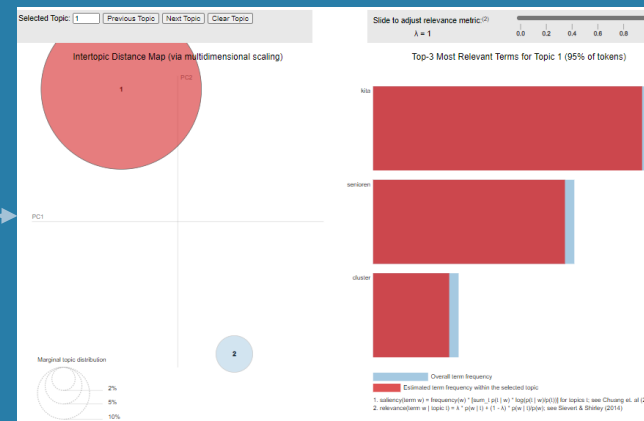 Selected Topic: 1 Previous Topic Next Topic Clear Topic
Slide to adjust relevance metric:(2)
λ = 1
0.0 0.2 0.4 0.6 0.8
Intertopic Distance Map (via multidimensional scaling)
PC2
1
PC1
2
Marginal topic distribution
2%
5%
10%
Top-3 Most Relevant Terms for Topic 1 (95% of tokens)
kita
senioren
cluster
Overall term frequency
Estimated term frequency within the selected topic
1. saliency(term w) = frequency(w) * [sum_t p(t | w) * log(p(t | w)/p(t))] for topics t; see Chuang et. al (2
2. relevance(term w | topic t) = λ * p(w | t) + (1 - λ) * p(w | t)/p(w); see Sievert & Shirley (2014)